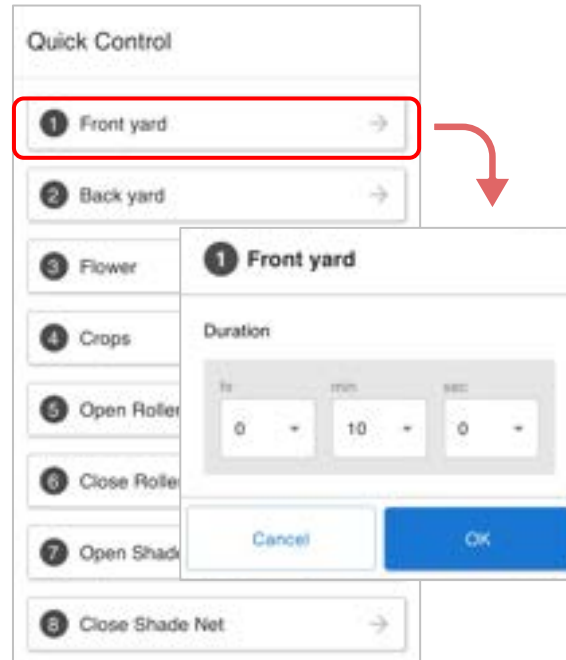 Quick Control
1 Front yard
2 Back yard
3 Flower
4 Crops
5 Open Roller
6 Close Roller
7 Open Shade
8 Close Shade Net
1 Front yard
Duration
hr min sec
0 10 0
Cancel OK